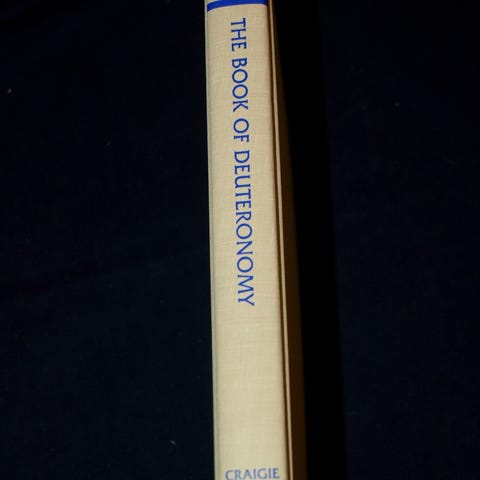 THE BOOK OF DEUTERONOMY
CRAIGIE